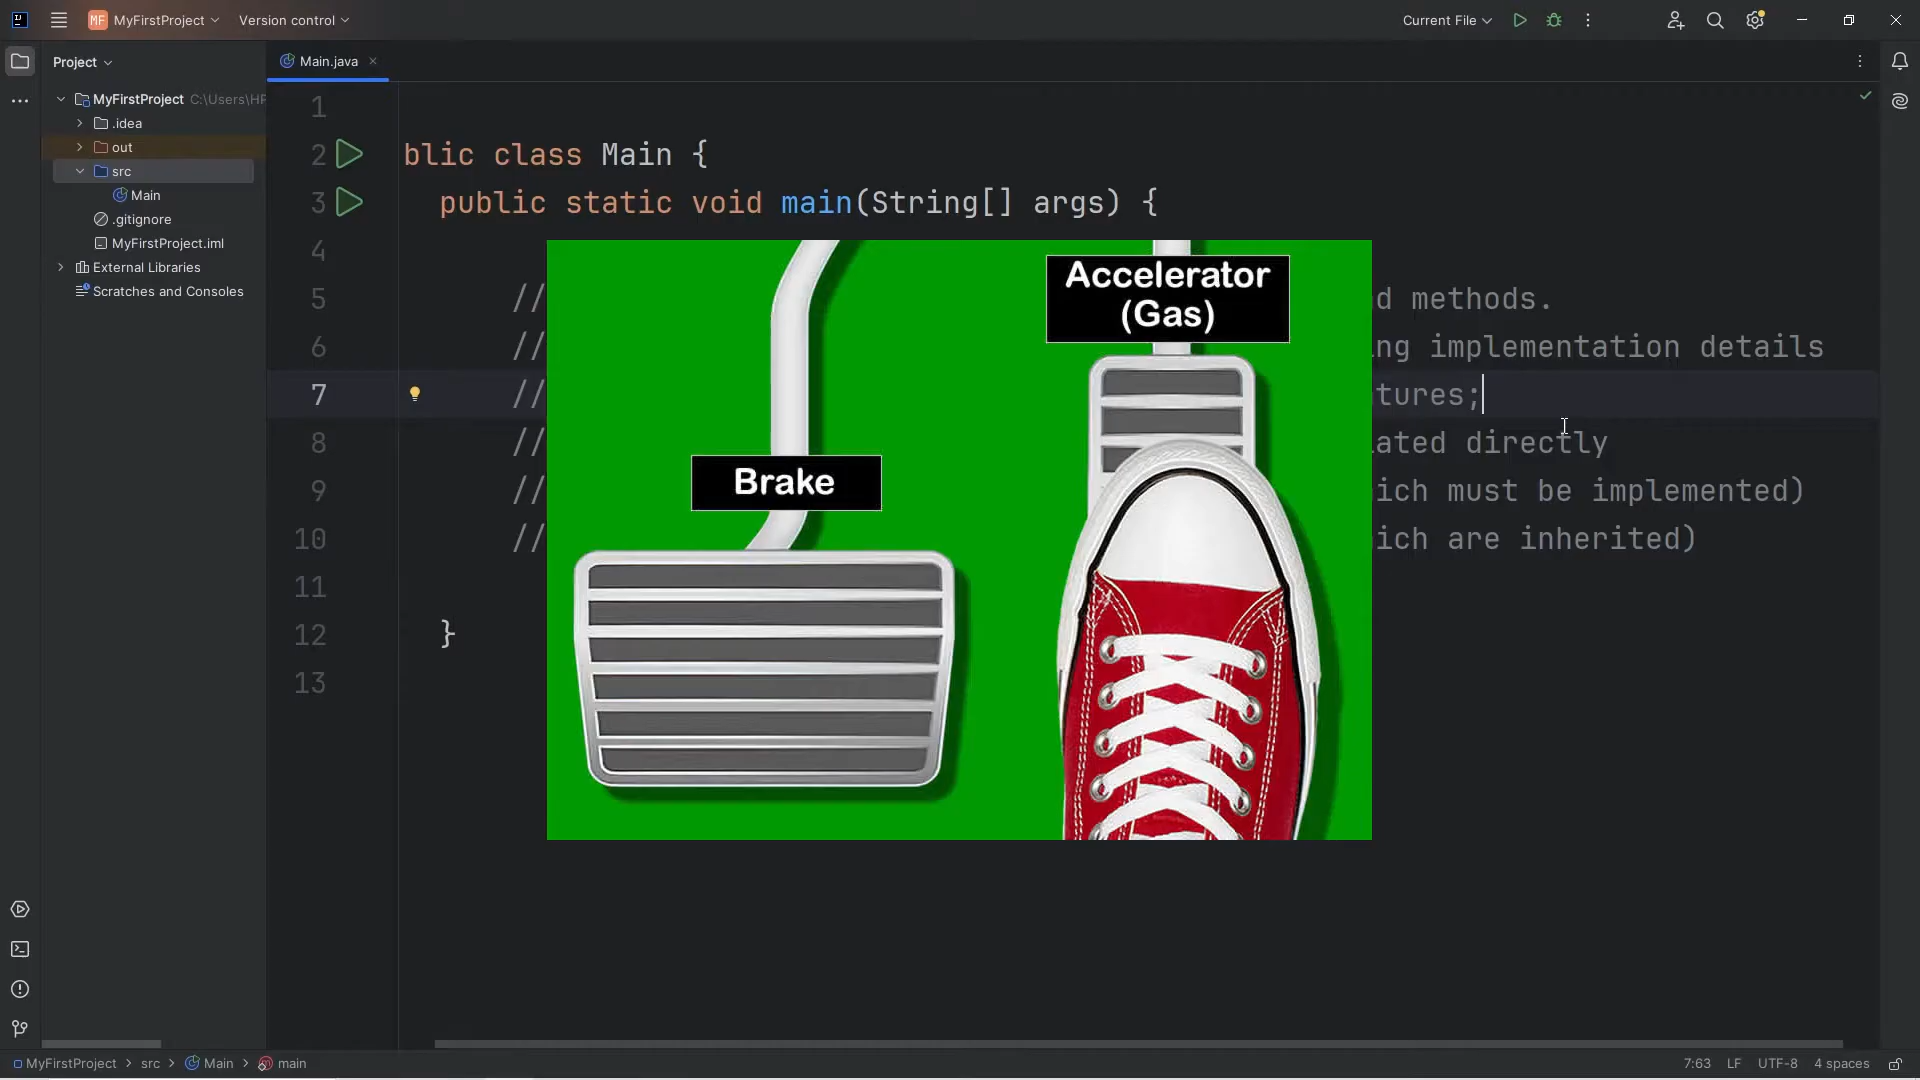 MF MyFirstProject Version control Current File
Project
Main.java
MyFirstProject C:\Users\HP
.idea
out
src
Main
.gitignore
MyFirstProject.iml
External Libraries
Scratches and Consoles
1
2 blic class Main {
3 public static void main(String[] args) {
4
5 // d methods.
6 // ng implementation details
7 // tures;
8 // ated directly
9 // ich must be implemented)
10 // ich are inherited)
11
12 }
13
Accelerator
(Gas)
Brake
MyFirstProject > src > Main > main 7:63 LF UTF-8 4 spaces